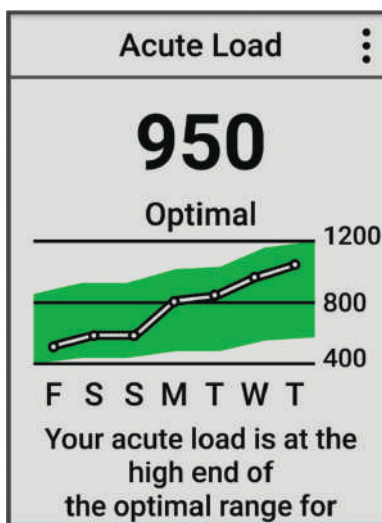 Acute Load
950
Optimal
1200
800
400
F S S M T W T
Your acute load is at the
high end of
the optimal range for